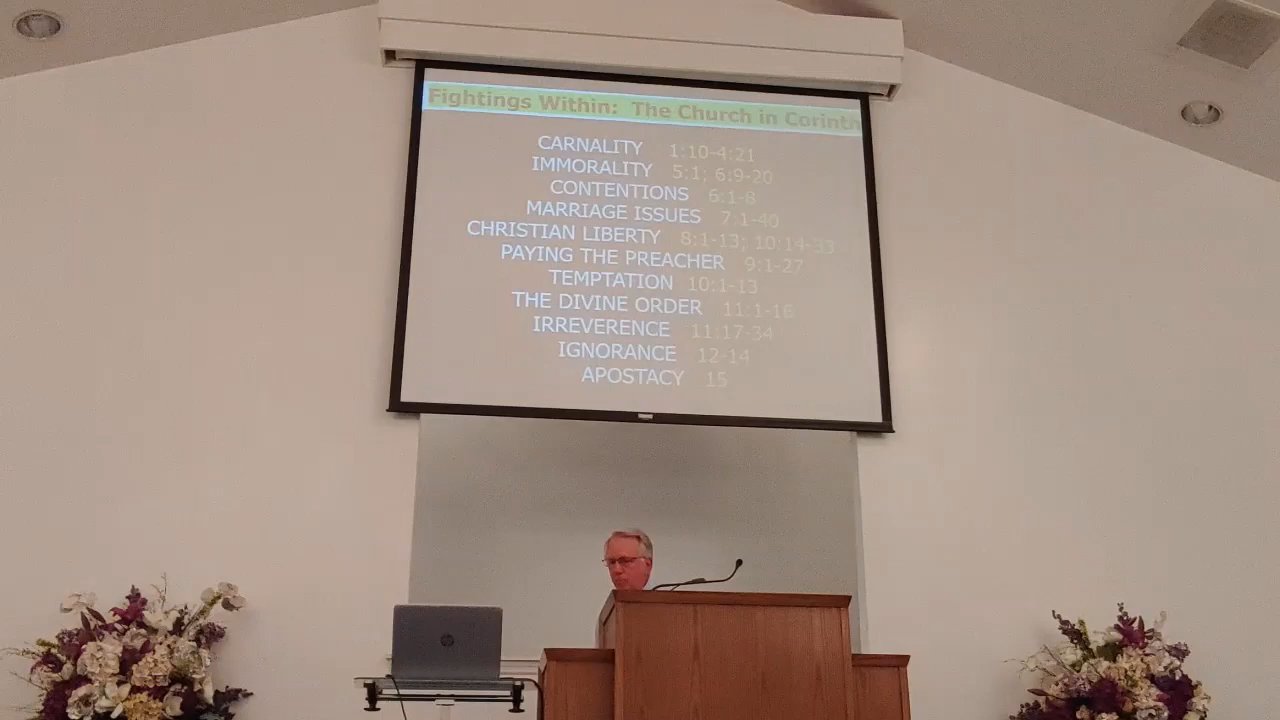 Fightings Within: The Church in Corinth
CARNALITY 1:10-4:21
IMMORALITY 5:1; 6:9-20
CONTENTIONS 6:1-8
MARRIAGE ISSUES 7:1-40
CHRISTIAN LIBERTY 8:1-13; 10:14-33
PAYING THE PREACHER 9:1-27
TEMPTATION 10:1-13
THE DIVINE ORDER 11:1-16
IRREVERENCE 11:17-34
IGNORANCE 12-14
APOSTACY 15
hp